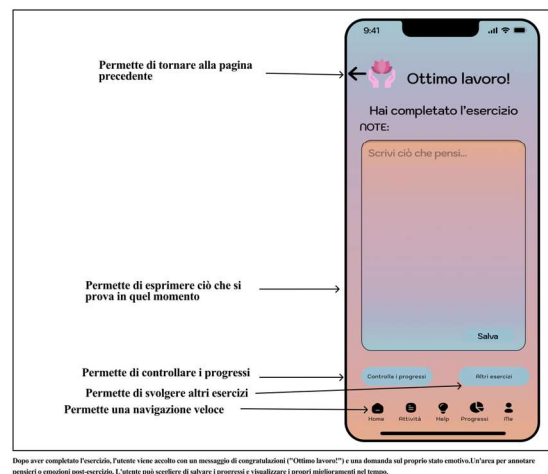 9:41
Permette di tornare alla pagina
precedente
Ottimo lavoro!
Hai completato l'esercizio
NOTE:
Scrivi ciò che pensi...
Permette di esprimere ciò che si
prova in quel momento
Salva
Permette di controllare i progressi
Controlla i progressi
Altri esercizi
Permette di svolgere altri esercizi
Permette una navigazione veloce
Home
Attività
Help
Progressi
Me
Dopo aver completato l'esercizio, l'utente viene accolto con un messaggio di congratulazioni ("Ottimo lavoro!") e una domanda sul proprio stato emotivo.Un'area per annotare
pensieri o emozioni post-esercizio. L'utente può scegliere di salvare i progressi e visualizzare i propri miglioramenti nel tempo.